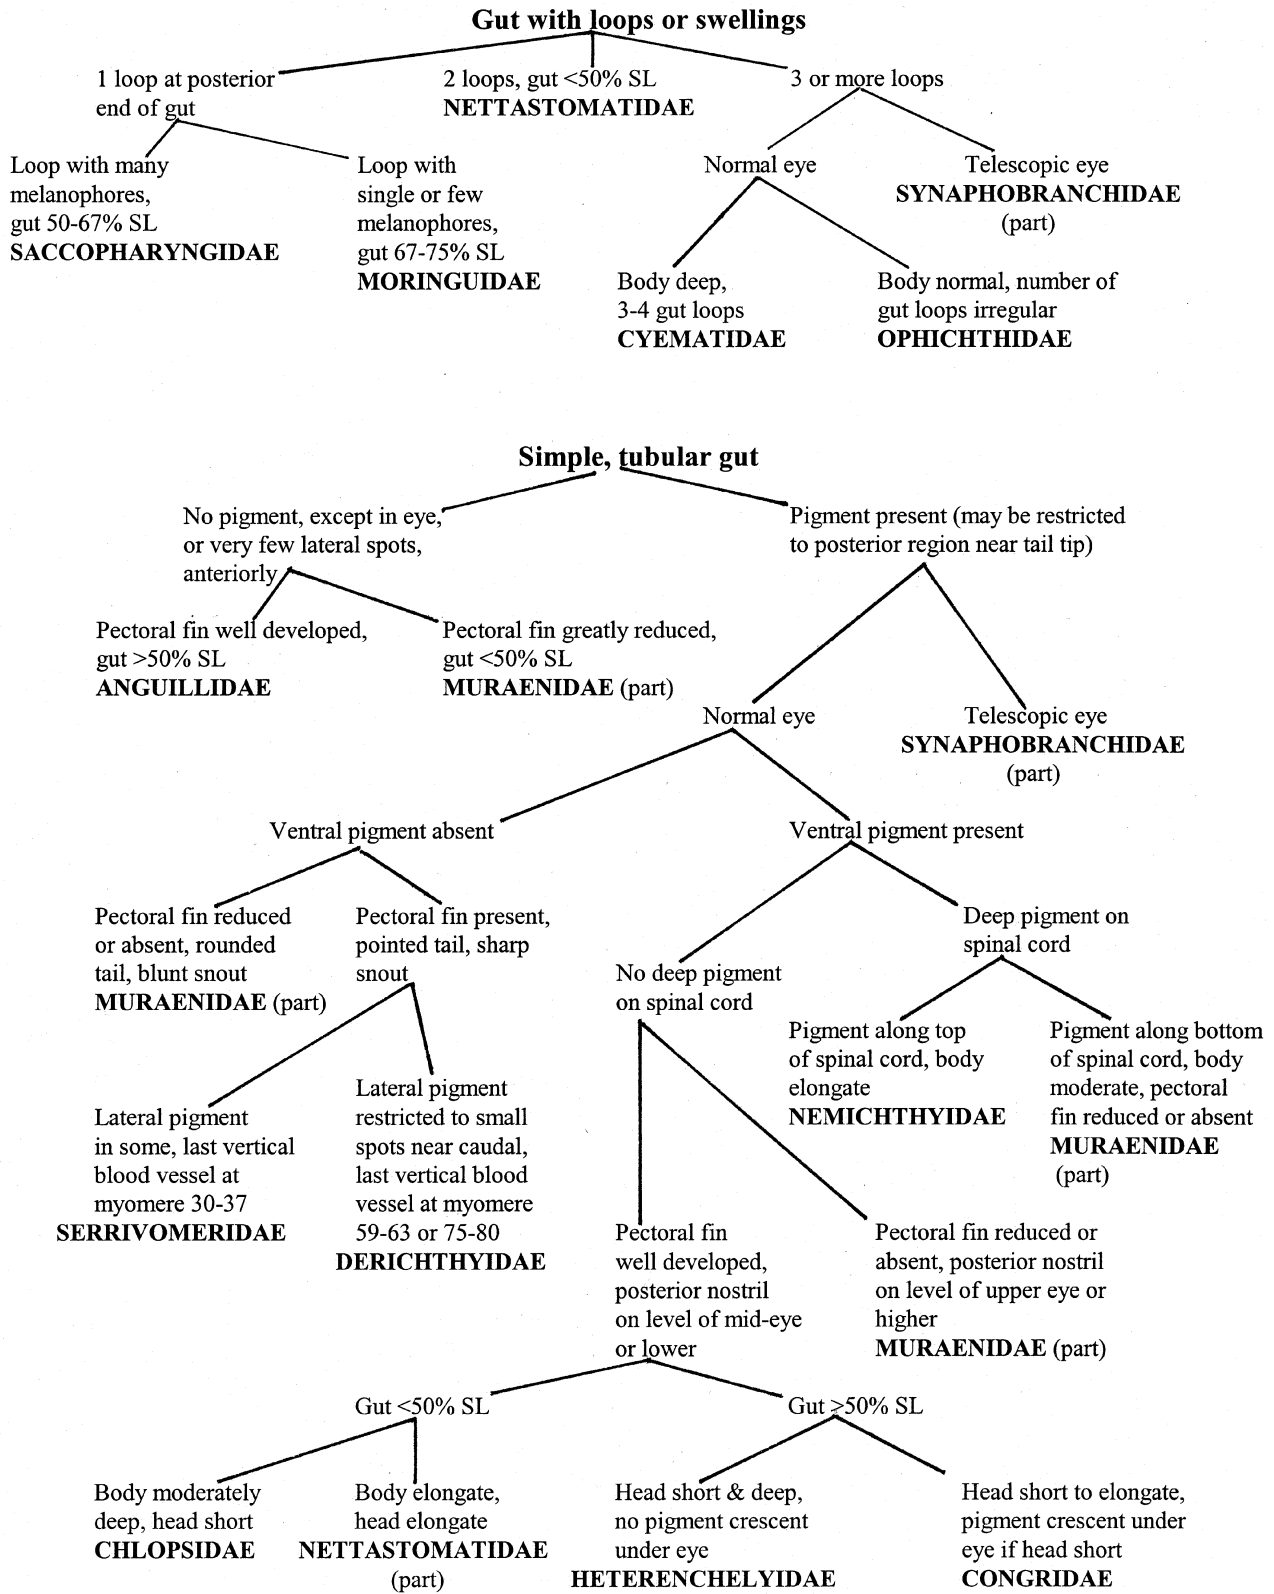 Gut with loops or swellings
1 loop at posterior
end of gut
2 loops, gut <50% SL
NETTASTOMATIDAE
3 or more loops
Loop with many
melanophores,
gut 50-67% SL
SACCOPHARYNGIDAE
Loop with
single or few
melanophores,
gut 67-75% SL
MORINGUIDAE
Normal eye
Telescopic eye
SYNAPHOBRANCHIDAE
(part)
Body deep,
3-4 gut loops
CYEMATIDAE
Body normal, number of
gut loops irregular
OPHICHTHIDAE
Simple, tubular gut
No pigment, except in eye,
or very few lateral spots,
anteriorly
Pigment present (may be restricted
to posterior region near tail tip)
Pectoral fin well developed,
gut >50% SL
ANGUILLIDAE
Pectoral fin greatly reduced,
gut <50% SL
MURAENIDAE (part)
Normal eye
Telescopic eye
SYNAPHOBRANCHIDAE
(part)
Ventral pigment absent
Ventral pigment present
Pectoral fin reduced
or absent, rounded
tail, blunt snout
MURAENIDAE (part)
Pectoral fin present,
pointed tail, sharp
snout
No deep pigment
on spinal cord
Deep pigment on
spinal cord
Pigment along top
of spinal cord, body
elongate
NEMICHTHYIDAE
Pigment along bottom
of spinal cord, body
moderate, pectoral
fin reduced or absent
MURAENIDAE
(part)
Lateral pigment
in some, last vertical
blood vessel at
myomere 30-37
SERRIVOMERIDAE
Lateral pigment
restricted to small
spots near caudal,
last vertical blood
vessel at myomere
59-63 or 75-80
DERICHTHYIDAE
Pectoral fin
well developed,
posterior nostril
on level of mid-eye
or lower
Pectoral fin reduced or
absent, posterior nostril
on level of upper eye or
higher
MURAENIDAE (part)
Gut <50% SL
Gut >50% SL
Body moderately
deep, head short
CHLOPSIDAE
Body elongate,
head elongate
NETTASTOMATIDAE
(part)
Head short & deep,
no pigment crescent
under eye
HETERENCHELYIDAE
Head short to elongate,
pigment crescent under
eye if head short
CONGRIDAE